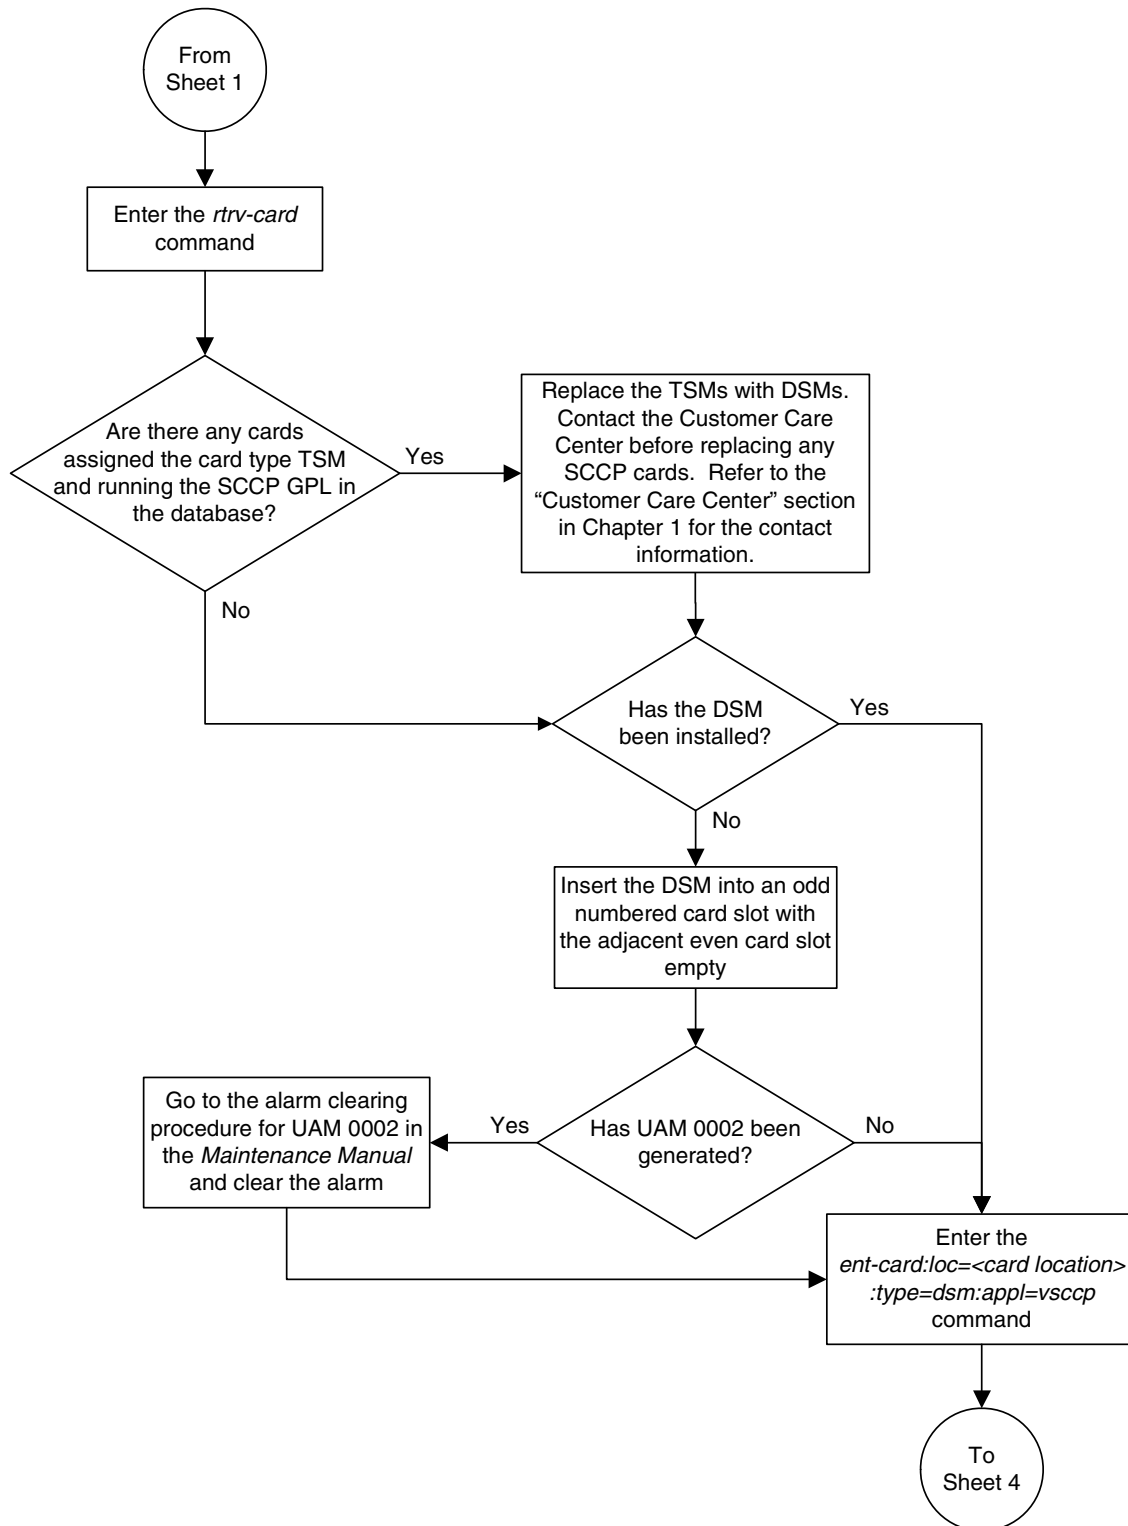 From
Sheet 1
Enter the rtrv-card
command
Are there any cards
assigned the card type TSM
and running the SCCP GPL in
the database?
Yes
No
Replace the TSMs with DSMs.
Contact the Customer Care
Center before replacing any
SCCP cards.  Refer to the
“Customer Care Center” section
in Chapter 1 for the contact
information.
Has the DSM
been installed?
Yes
No
Insert the DSM into an odd
numbered card slot with
the adjacent even card slot
empty
Has UAM 0002 been
generated?
Yes
No
Go to the alarm clearing
procedure for UAM 0002 in
the Maintenance Manual
and clear the alarm
Enter the
ent-card:loc=<card location>
:type=dsm:appl=vsccp
command
To
Sheet 4